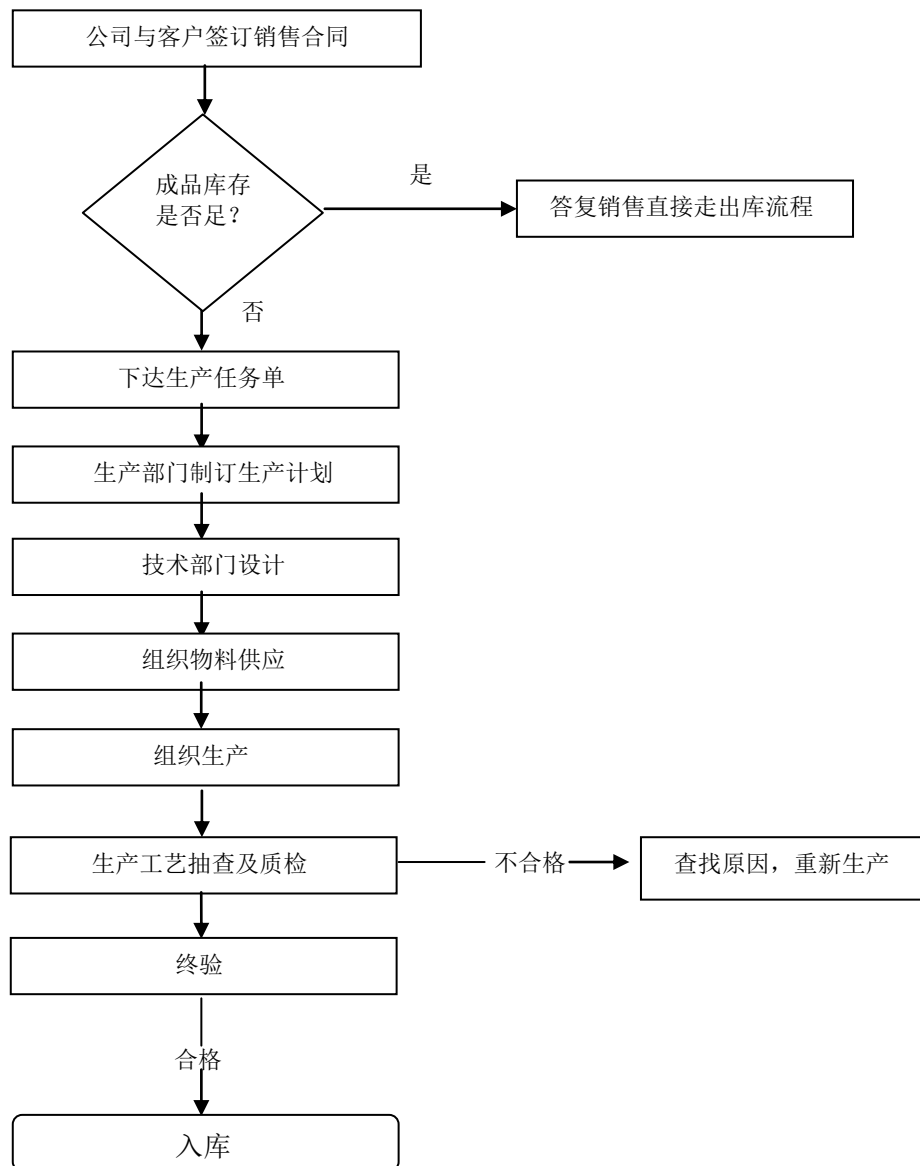 公司与客户签订销售合同
成品库存
是否足？
是
答复销售直接走出库流程
否
下达生产任务单
生产部门制订生产计划
技术部门设计
组织物料供应
组织生产
生产工艺抽查及质检
不合格
查找原因，重新生产
终验
合格
入库